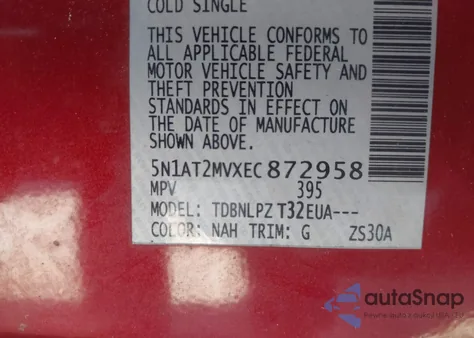 COLD SINGLE
THIS VEHICLE CONFORMS TO
ALL APPLICABLE FEDERAL
MOTOR VEHICLE SAFETY AND
THEFT PREVENTION
STANDARDS IN EFFECT ON
THE DATE OF MANUFACTURE
SHOWN ABOVE.
5N1AT2MVXEC872958
MPV 395
MODEL: TDBNLPZ T32EUA---
COLOR: NAH TRIM: G ZS30A
autoSnap